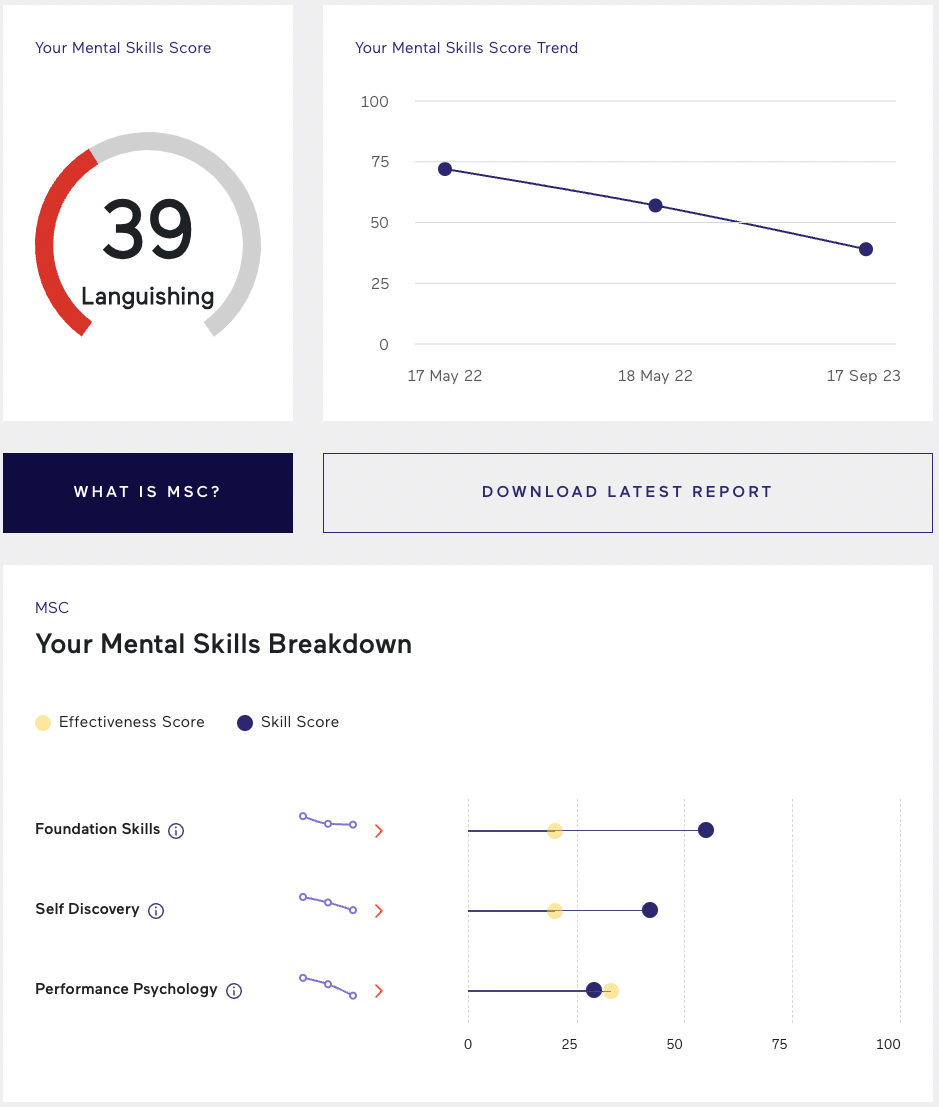 Your Mental Skills Score
39
Languishing
Your Mental Skills Score Trend
100
75
50
25
0
17 May 22 18 May 22 17 Sep 23
WHAT IS MSC?
DOWNLOAD LATEST REPORT
MSC
Your Mental Skills Breakdown
Effectiveness Score Skill Score
Foundation Skills
Self Discovery
Performance Psychology
0 25 50 75 100